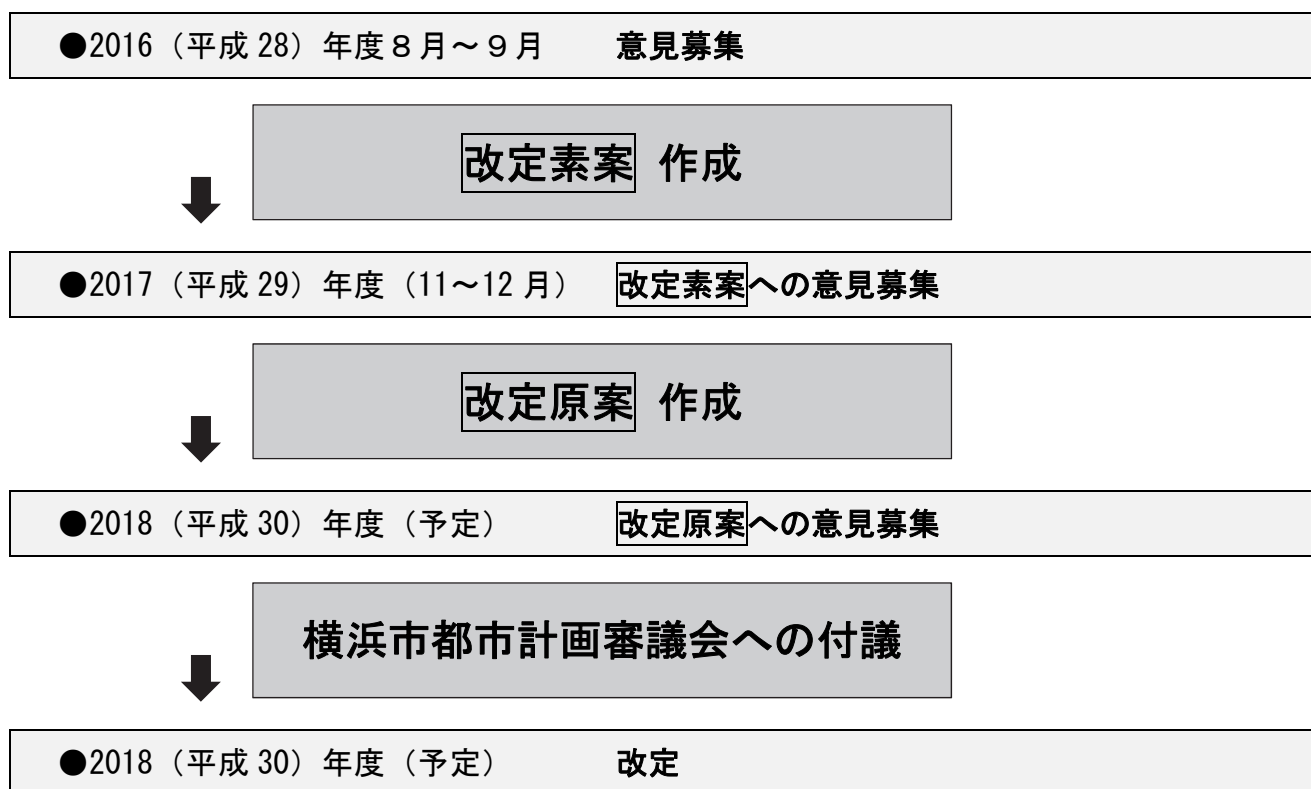 ●2016（平成 28）年度８月～９月　意見募集
改定素案 作成
●2017（平成 29）年度（11～12 月）　改定素案への意見募集
改定原案 作成
●2018（平成 30）年度（予定）　改定原案への意見募集
横浜市都市計画審議会への付議
●2018（平成 30）年度（予定）　改定